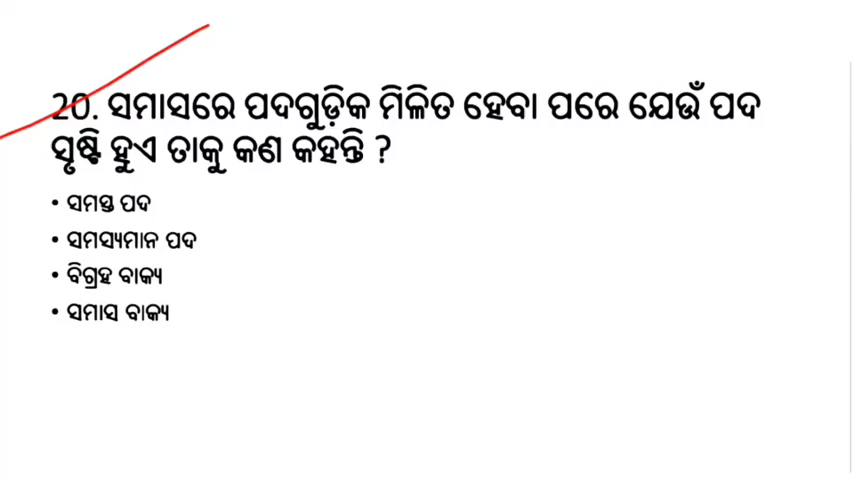 20. ସମାସରେ ପଦଗୁଡ଼ିକ ମିଳିତ ହେବା ପରେ ଯେଉଁ ପଦ
ସୃଷ୍ଟି ହୁଏ ତାକୁ କଣ କହନ୍ତି ?
• ସମସ୍ତ ପଦ
• ସମସ୍ୟମାନ ପଦ
• ବିଗ୍ରହ ବାକ୍ୟ
• ସମାସ ବାକ୍ୟ